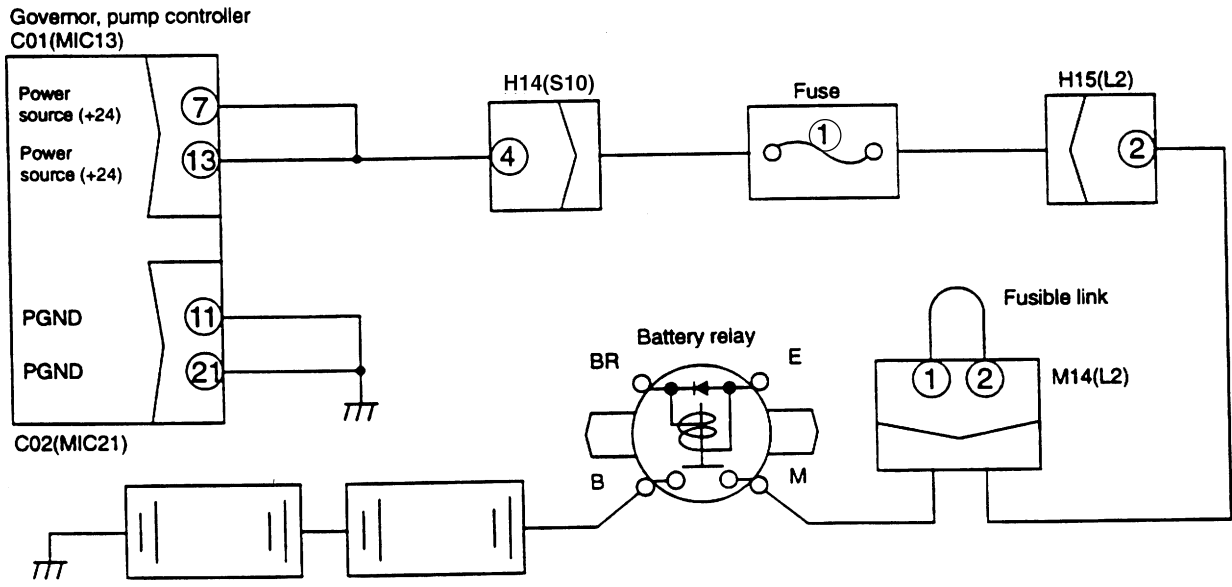 Governor, pump controller
C01(MIC13)
Power
source (+24)
7
Power
source (+24)
13
H14(S10)
4
Fuse
1
H15(L2)
2
PGND
11
PGND
21
C02(MIC21)
Battery relay
BR
E
B
M
Fusible link
1
2
M14(L2)